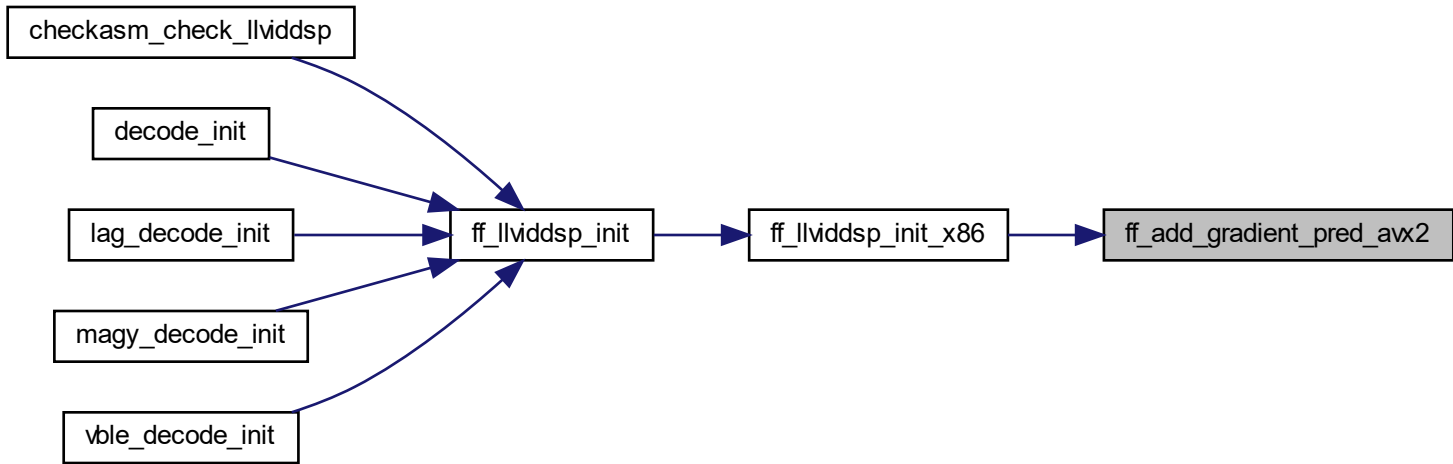 checkasm_check_llviddsp
decode_init
lag_decode_init
magy_decode_init
vble_decode_init
ff_llviddsp_init
ff_llviddsp_init_x86
ff_add_gradient_pred_avx2